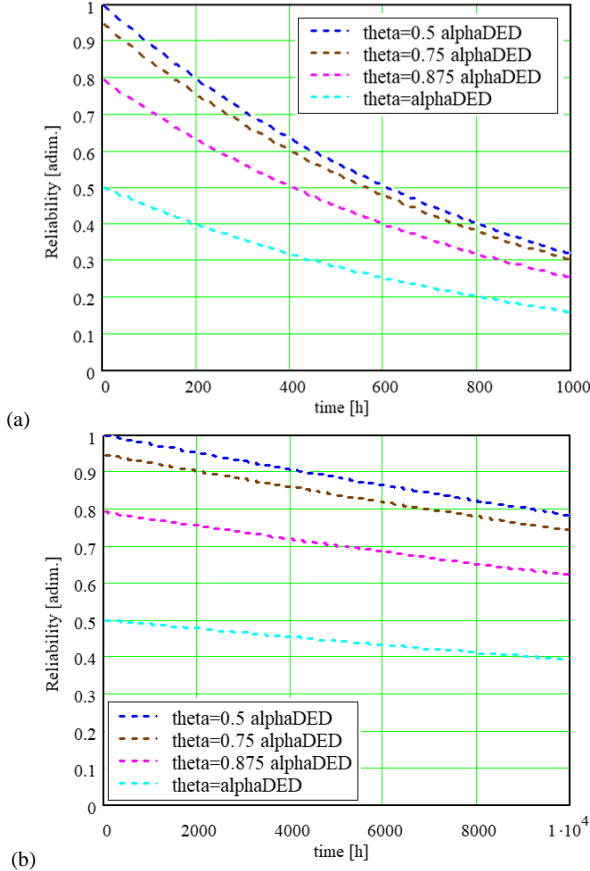 1
0.9
0.8
0.7
0.6
0.5
0.4
0.3
0.2
0.1
0
Reliability [adim.]
theta=0.5 alphaDED
theta=0.75 alphaDED
theta=0.875 alphaDED
theta=alphaDED
0 200 400 600 800 1000
time [h]
(a)
1
0.9
0.8
0.7
0.6
0.5
0.4
0.3
0.2
0.1
0
Reliability [adim.]
theta=0.5 alphaDED
theta=0.75 alphaDED
theta=0.875 alphaDED
theta=alphaDED
0 2000 4000 6000 8000 1·10⁴
time [h]
(b)